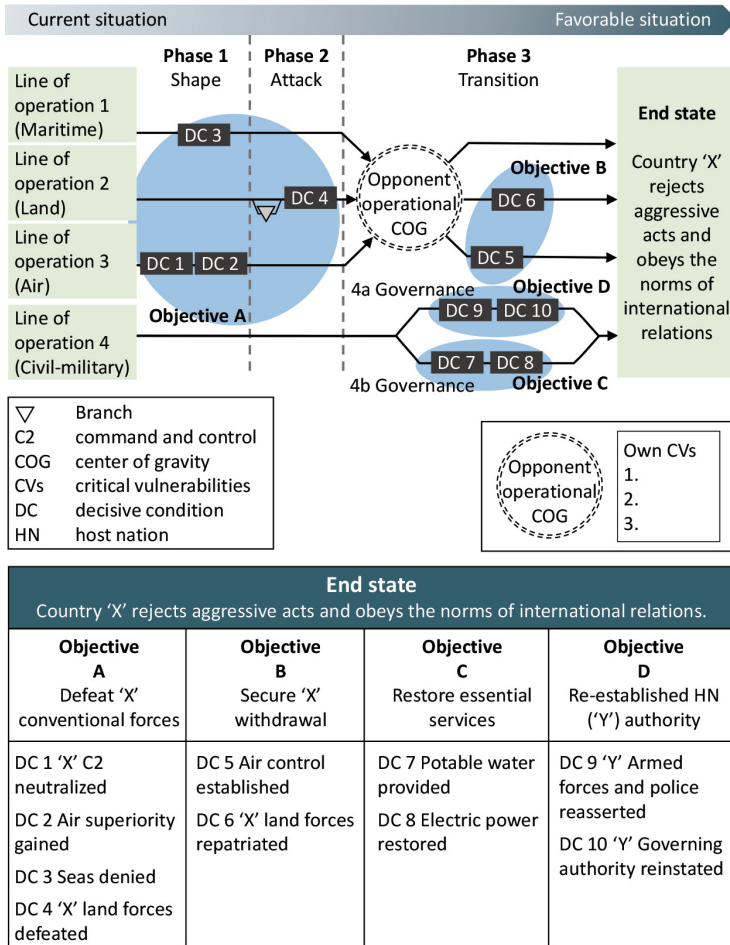 Current situation
Favorable situation
Phase 1
Shape
Phase 2
Attack
Phase 3
Transition
Line of
operation 1
(Maritime)
Line of
operation 2
(Land)
Line of
operation 3
(Air)
Line of
operation 4
(Civil-military)
DC 3
DC 4
DC 1
DC 2
Objective A
Opponent
operational
COG
Objective B
DC 6
DC 5
4a Governance
Objective D
DC 9
DC 10
DC 7
DC 8
4b Governance
Objective C
End state
Country ‘X’
rejects
aggressive
acts and
obeys the
norms of
international
relations
Branch
C2 command and control
COG center of gravity
CVs critical vulnerabilities
DC decisive condition
HN host nation
Opponent
operational
COG
Own CVs
1.
2.
3.
End state
Country ‘X’ rejects aggressive acts and obeys the norms of international relations.
Objective
A
Defeat ‘X’
conventional forces
Objective
B
Secure ‘X’
withdrawal
Objective
C
Restore essential
services
Objective
D
Re-established HN
(‘Y’) authority
DC 1 ‘X’ C2
neutralized
DC 2 Air superiority
gained
DC 3 Seas denied
DC 4 ‘X’ land forces
defeated
DC 5 Air control
established
DC 6 ‘X’ land forces
repatriated
DC 7 Potable water
provided
DC 8 Electric power
restored
DC 9 ‘Y’ Armed
forces and police
reasserted
DC 10 ‘Y’ Governing
authority reinstated